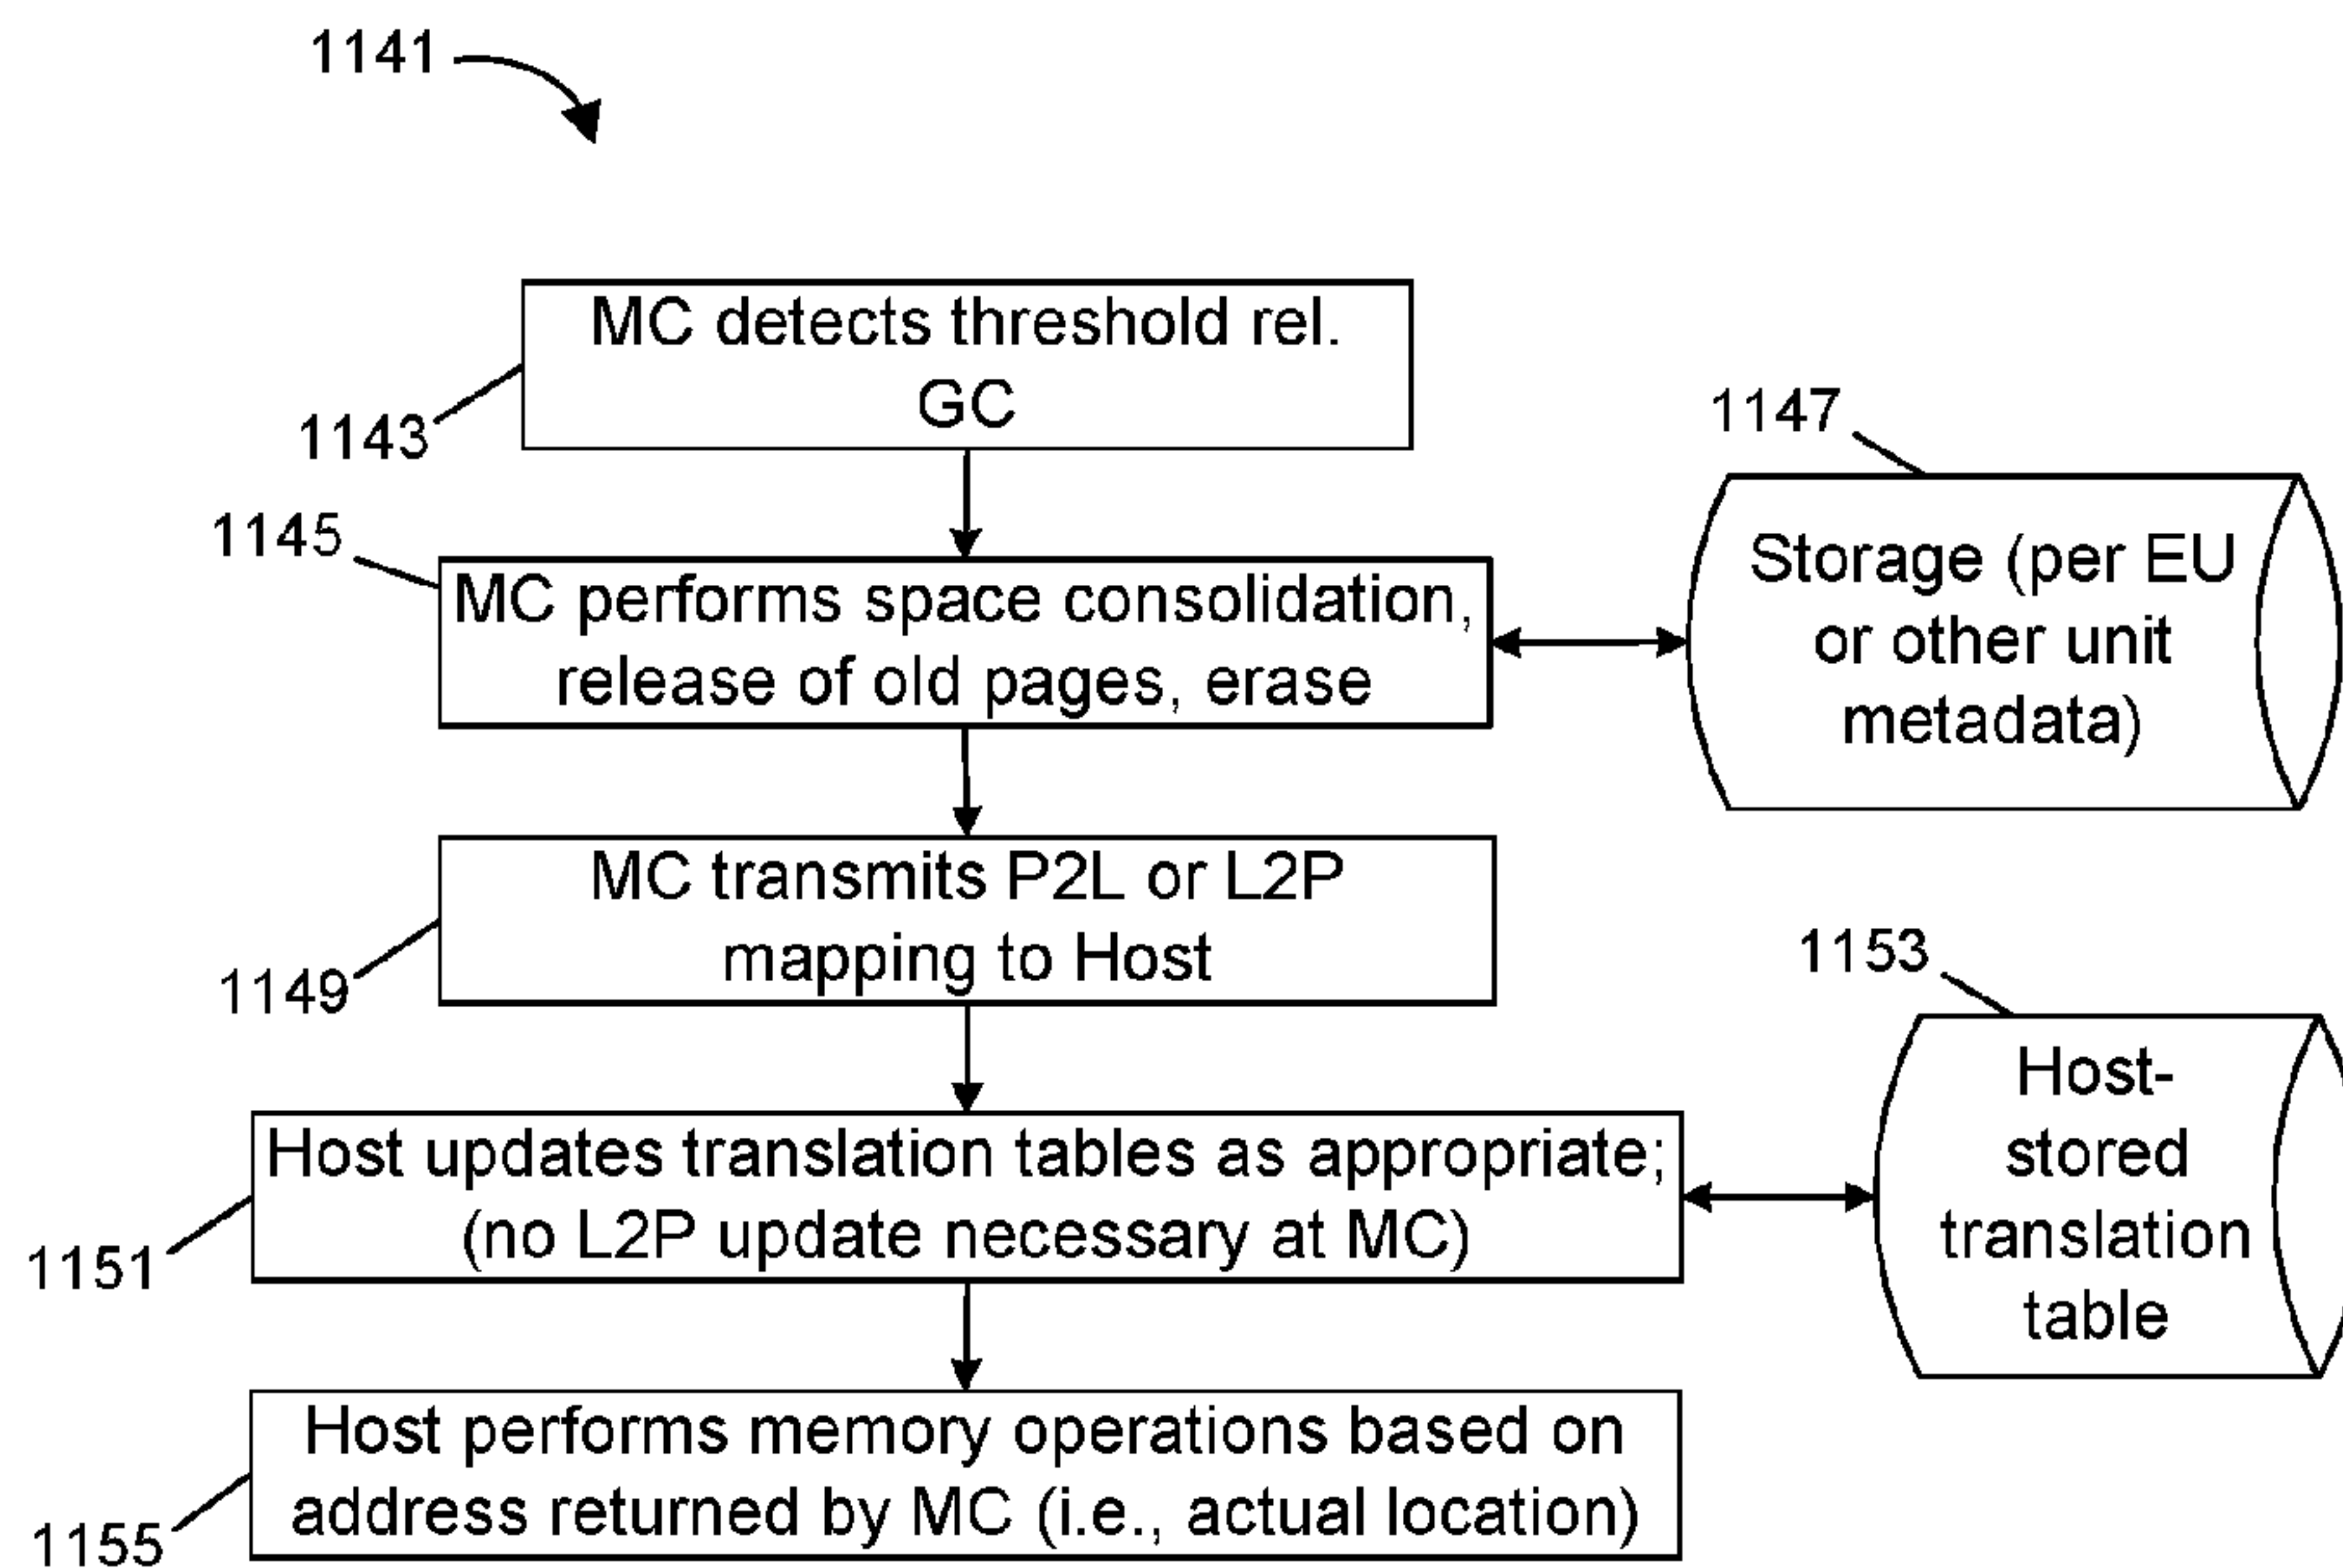 1141
MC detects threshold rel.
GC
1143
1147
1145
MC performs space consolidation,
release of old pages, erase
Storage (per EU
or other unit
metadata)
MC transmits P2L or L2P
mapping to Host
1149
1153
Host updates translation tables as appropriate;
(no L2P update necessary at MC)
1151
Host-
stored
translation
table
Host performs memory operations based on
address returned by MC (i.e., actual location)
1155